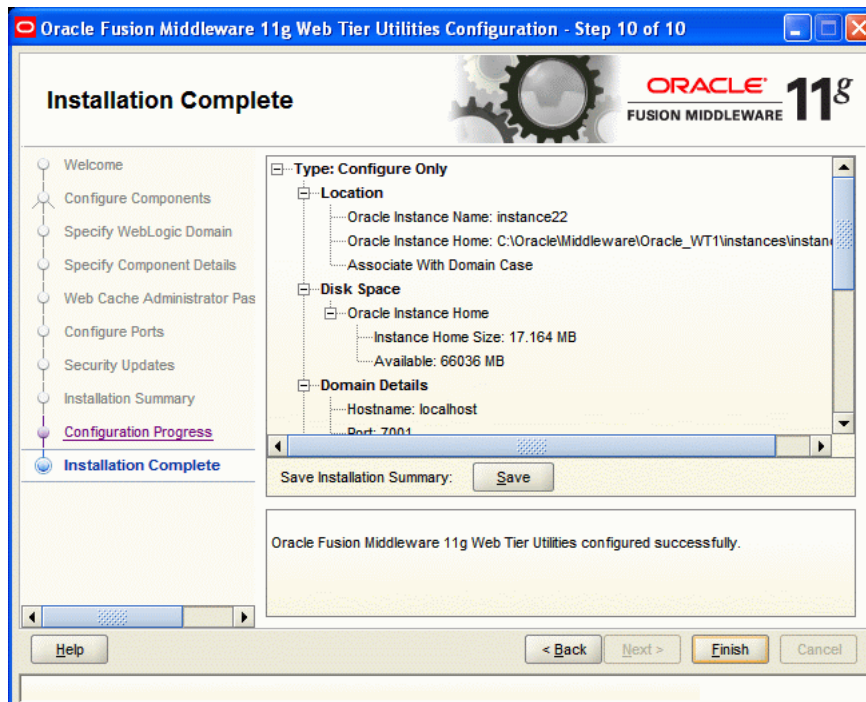 Oracle Fusion Middleware 11g Web Tier Utilities Configuration - Step 10 of 10
Installation Complete
ORACLE
FUSION MIDDLEWARE 11g
Welcome
Configure Components
Specify WebLogic Domain
Specify Component Details
Web Cache Administrator Pas
Configure Ports
Security Updates
Installation Summary
Configuration Progress
Installation Complete
Type: Configure Only
Location
Oracle Instance Name: instance22
Oracle Instance Home: C:\Oracle\Middleware\Oracle_WT1\instances\instan
Associate With Domain Case
Disk Space
Oracle Instance Home
Instance Home Size: 17.164 MB
Available: 66036 MB
Domain Details
Hostname: localhost
Port: 7001
Save Installation Summary: Save
Oracle Fusion Middleware 11g Web Tier Utilities configured successfully.
Help < Back Next > Finish Cancel